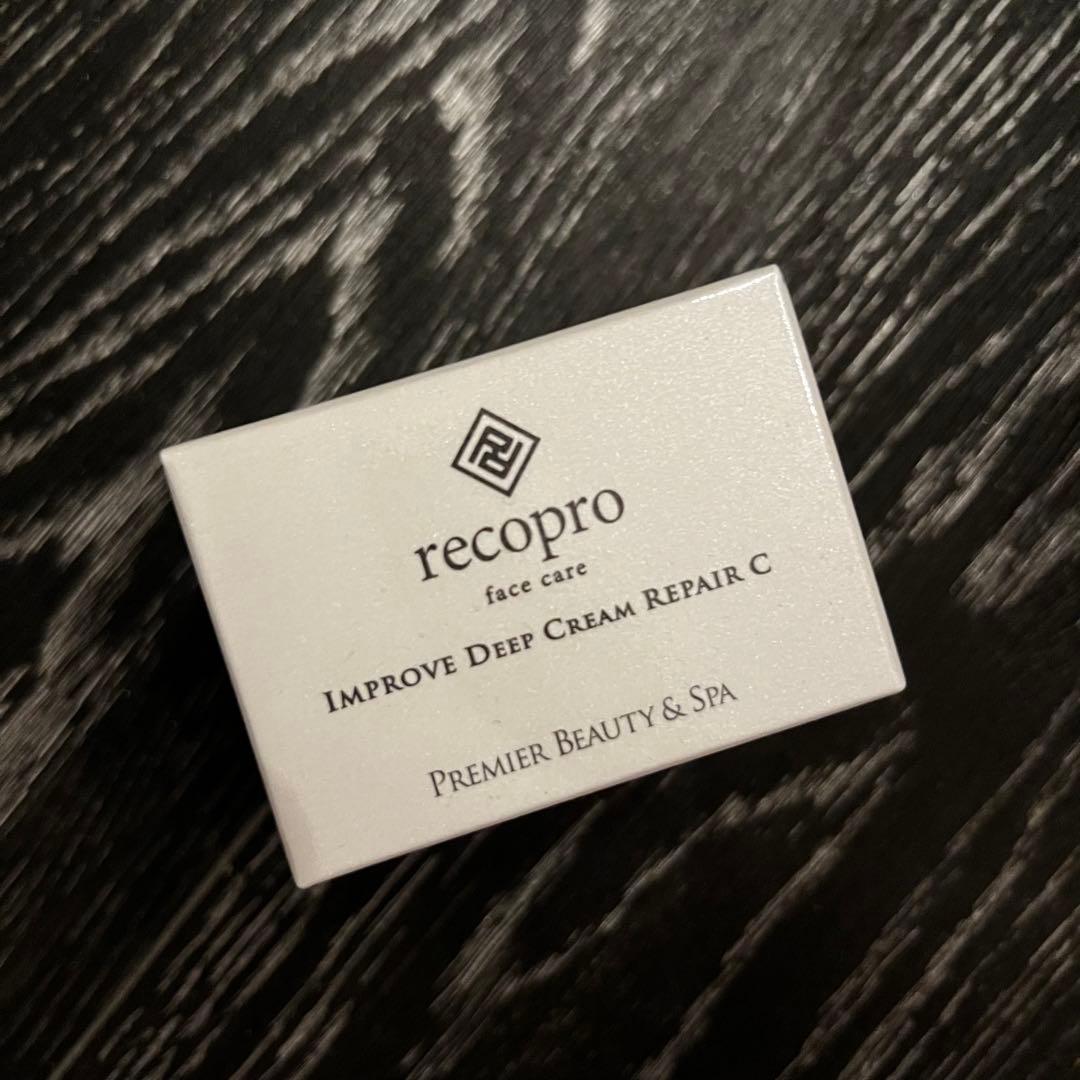 recopro
face care
IMPROVE DEEP CREAM REPAIR C
PREMIER BEAUTY & SPA